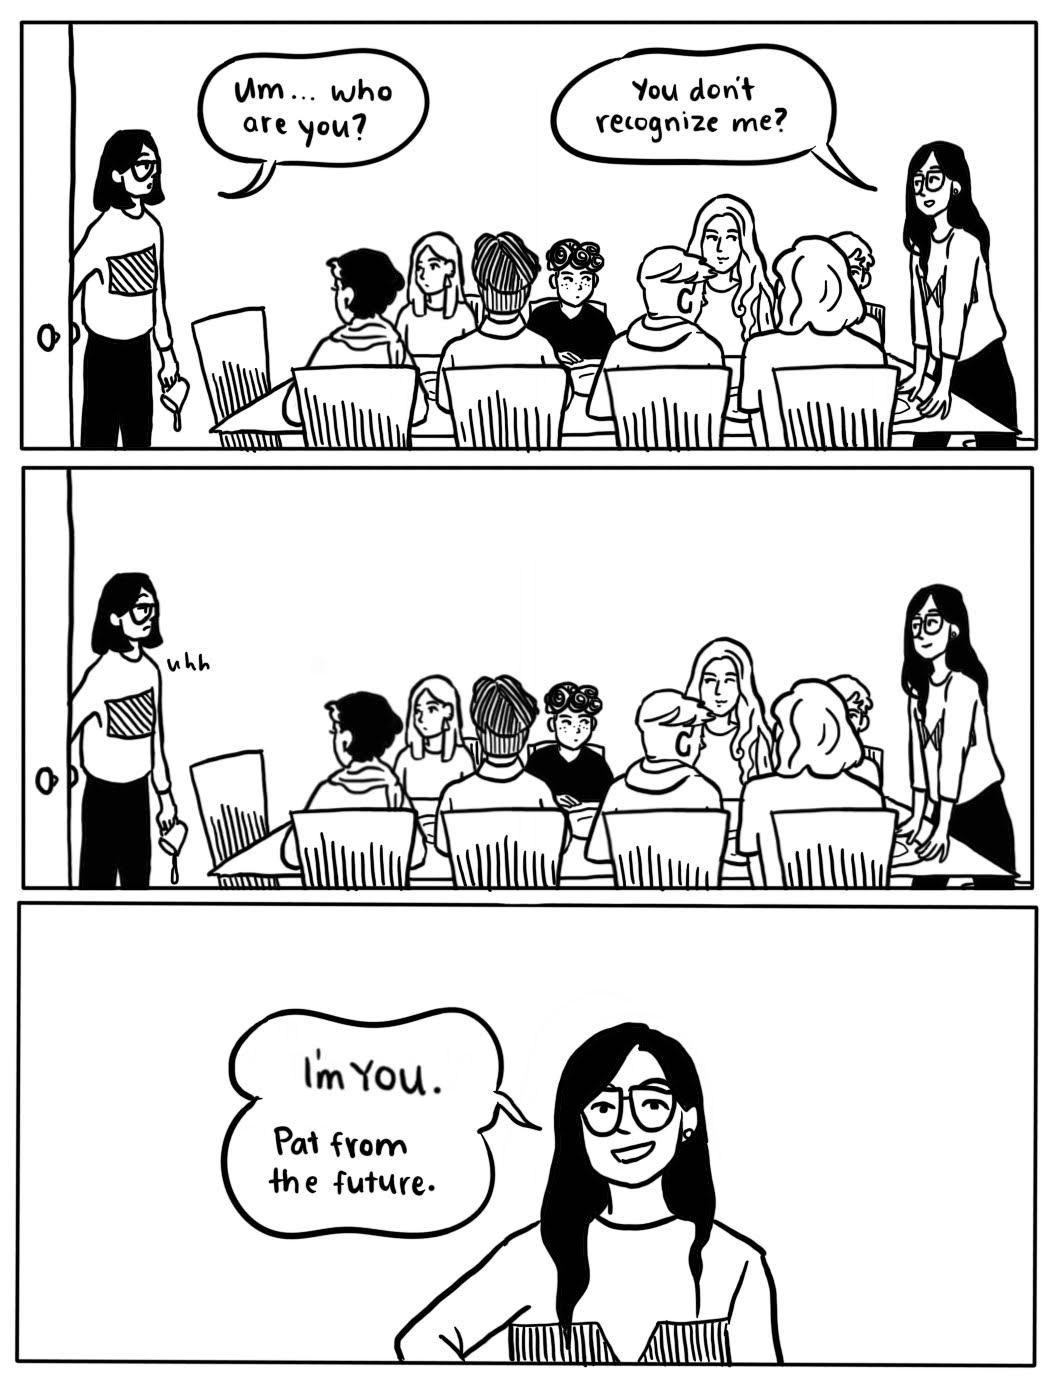 Um... who
are you?
You don't
recognize me?
uhh
I'm YOU.
Pat from
the future.